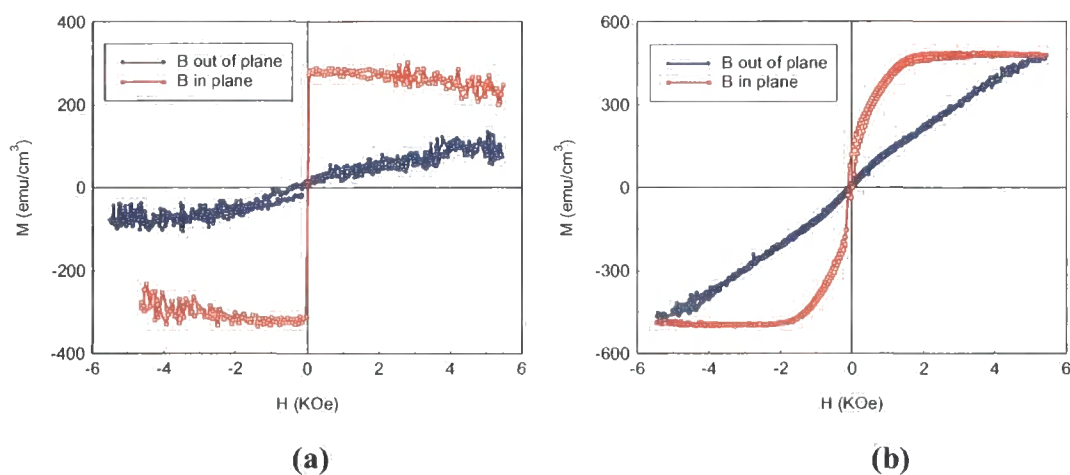 400
200
0
-200
-400
M (emu/cm³)
B out of plane
B in plane
-6 -4 -2 0 2 4 6
H (KOe)
(a)
600
300
0
-300
-600
M (emu/cm³)
B out of plane
B in plane
-6 -4 -2 0 2 4 6
H (KOe)
(b)